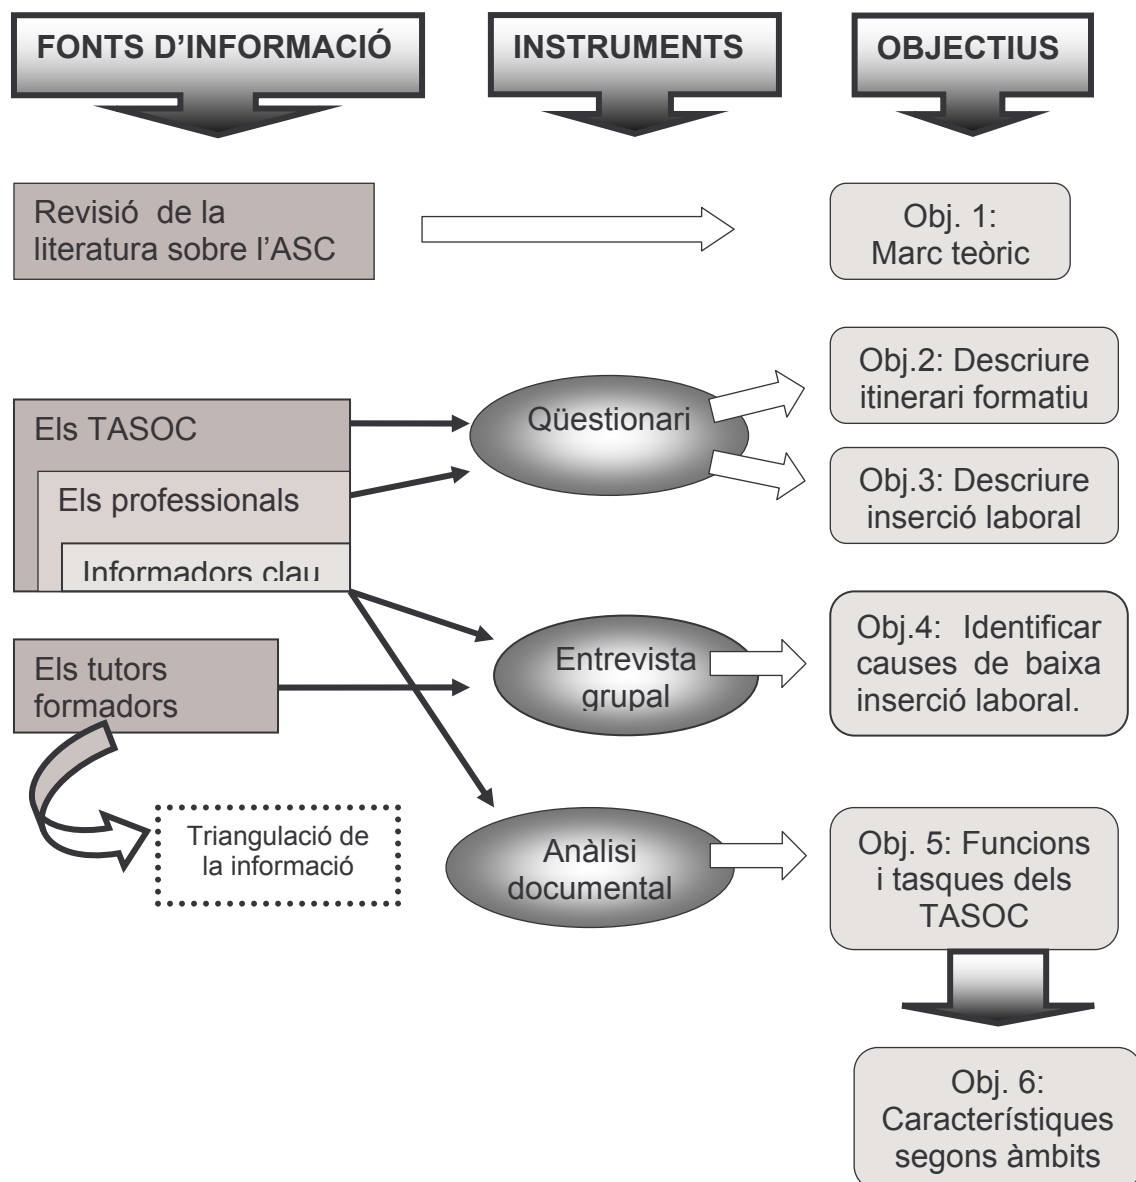 FONTS D’INFORMACIÓ
INSTRUMENTS
OBJECTIUS
Revisió de la
literatura sobre l’ASC
Obj. 1:
Marc teòric
Els TASOC
Els professionals
Informadors clau
Qüestionari
Obj.2: Descriure
itinerari formatiu
Obj.3: Descriure
inserció laboral
Els tutors
formadors
Entrevista
grupal
Obj.4: Identificar
causes de baixa
inserció laboral.
Triangulació de
la informació
Anàlisi
documental
Obj. 5: Funcions
i tasques dels
TASOC
Obj. 6:
Característiques
segons àmbits